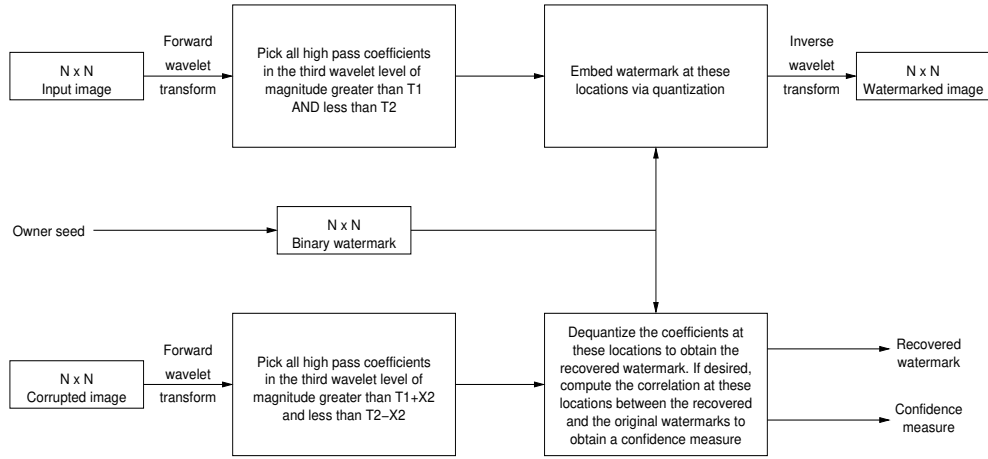 N x N
Input image
Forward
wavelet
transform
Pick all high pass coefficients
in the third wavelet level of
magnitude greater than T1
AND less than T2
Embed watermark at these
locations via quantization
Inverse
wavelet
transform
N x N
Watermarked image
Owner seed
N x N
Binary watermark
N x N
Corrupted image
Forward
wavelet
transform
Pick all high pass coefficients
in the third wavelet level of
magnitude greater than T1+X2
and less than T2−X2
Dequantize the coefficients at
these locations to obtain the
recovered watermark. If desired,
compute the correlation at these
locations between the recovered
and the original watermarks to
obtain a confidence measure
Recovered
watermark
Confidence
measure